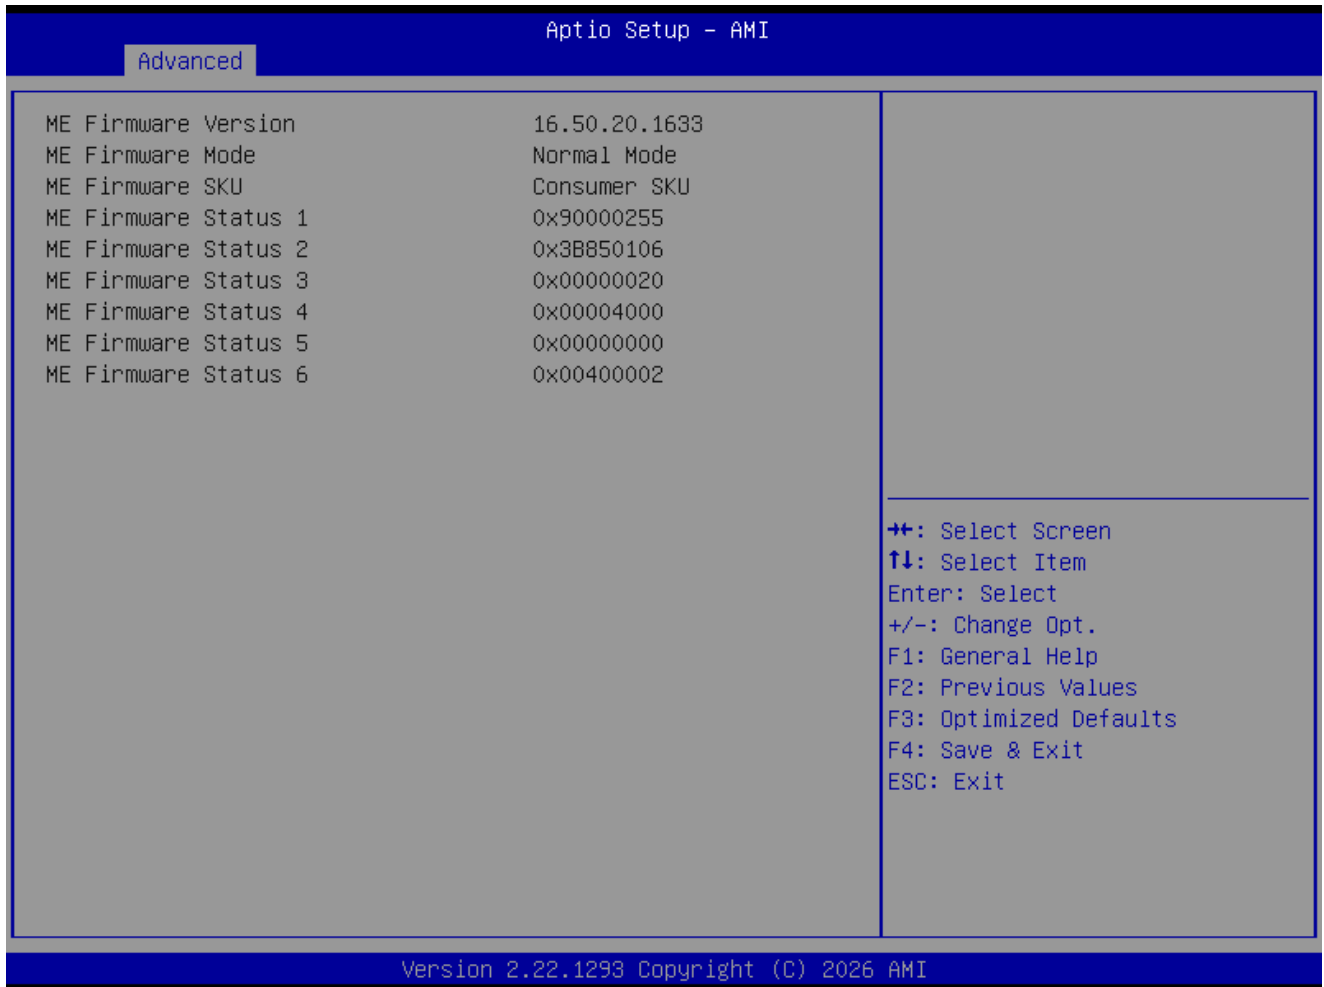 Aptio Setup - AMI
Advanced
ME Firmware Version 16.50.20.1633
ME Firmware Mode Normal Mode
ME Firmware SKU Consumer SKU
ME Firmware Status 1 0x90000255
ME Firmware Status 2 0x3B850106
ME Firmware Status 3 0x00000020
ME Firmware Status 4 0x00004000
ME Firmware Status 5 0x00000000
ME Firmware Status 6 0x00400002
→←: Select Screen
↑↓: Select Item
Enter: Select
+/-: Change Opt.
F1: General Help
F2: Previous Values
F3: Optimized Defaults
F4: Save & Exit
ESC: Exit
Version 2.22.1293 Copyright (C) 2026 AMI